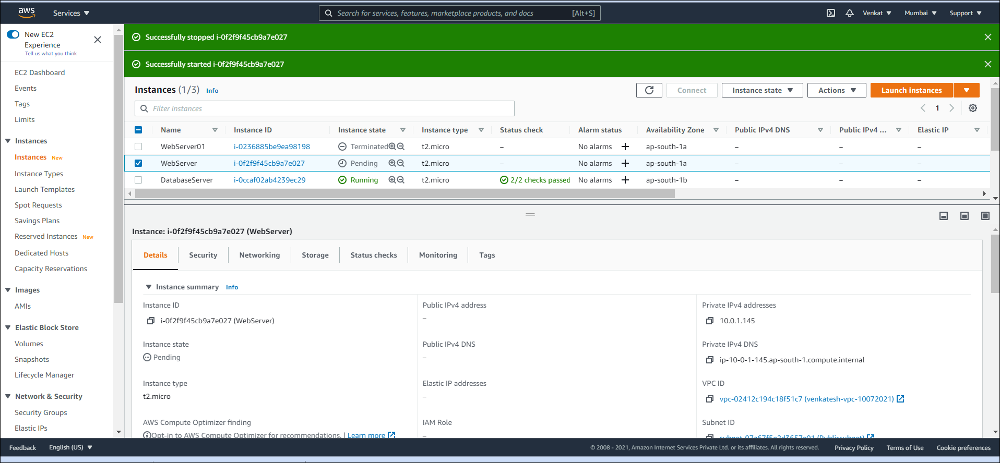 aws
Services
Search for services, features, marketplace products, and docs [Alt+S]
Venkat
Mumbai
Support
New EC2
Experience
Tell us what you think
EC2 Dashboard
Events
Tags
Limits
Instances
Instances New
Instance Types
Launch Templates
Spot Requests
Savings Plans
Reserved Instances New
Dedicated Hosts
Capacity Reservations
Images
AMIs
Elastic Block Store
Volumes
Snapshots
Lifecycle Manager
Network & Security
Security Groups
Elastic IPs
Successfully stopped i-0f2f9f45cb9a7e027
Successfully started i-0f2f9f45cb9a7e027
Instances (1/3) Info
Connect
Instance state
Actions
Launch instances
Filter instances
1
Name Instance ID Instance state Instance type Status check Alarm status Availability Zone Public IPv4 DNS Public IPv4 ... Elastic IP
WebServer01 i-0236885be9ea98198 Terminated t2.micro – No alarms ap-south-1a – – –
WebServer i-0f2f9f45cb9a7e027 Pending t2.micro – No alarms ap-south-1a – – –
DatabaseServer i-0ccaf02ab4239ec29 Running t2.micro 2/2 checks passed No alarms ap-south-1b – – –
Instance: i-0f2f9f45cb9a7e027 (WebServer)
Details Security Networking Storage Status checks Monitoring Tags
Instance summary Info
Instance ID
i-0f2f9f45cb9a7e027 (WebServer)
Public IPv4 address
–
Private IPv4 addresses
10.0.1.145
Instance state
Pending
Public IPv4 DNS
–
Private IPv4 DNS
ip-10-0-1-145.ap-south-1.compute.internal
Instance type
t2.micro
Elastic IP addresses
–
VPC ID
vpc-02412c194c18f51c7 (venkatesh-vpc-10072021)
AWS Compute Optimizer finding
Opt-in to AWS Compute Optimizer for recommendations. | Learn more
IAM Role
–
Subnet ID
Feedback
English (US)
© 2008 - 2021, Amazon Internet Services Private Ltd. or its affiliates. All rights reserved.
Privacy Policy
Terms of Use
Cookie preferences